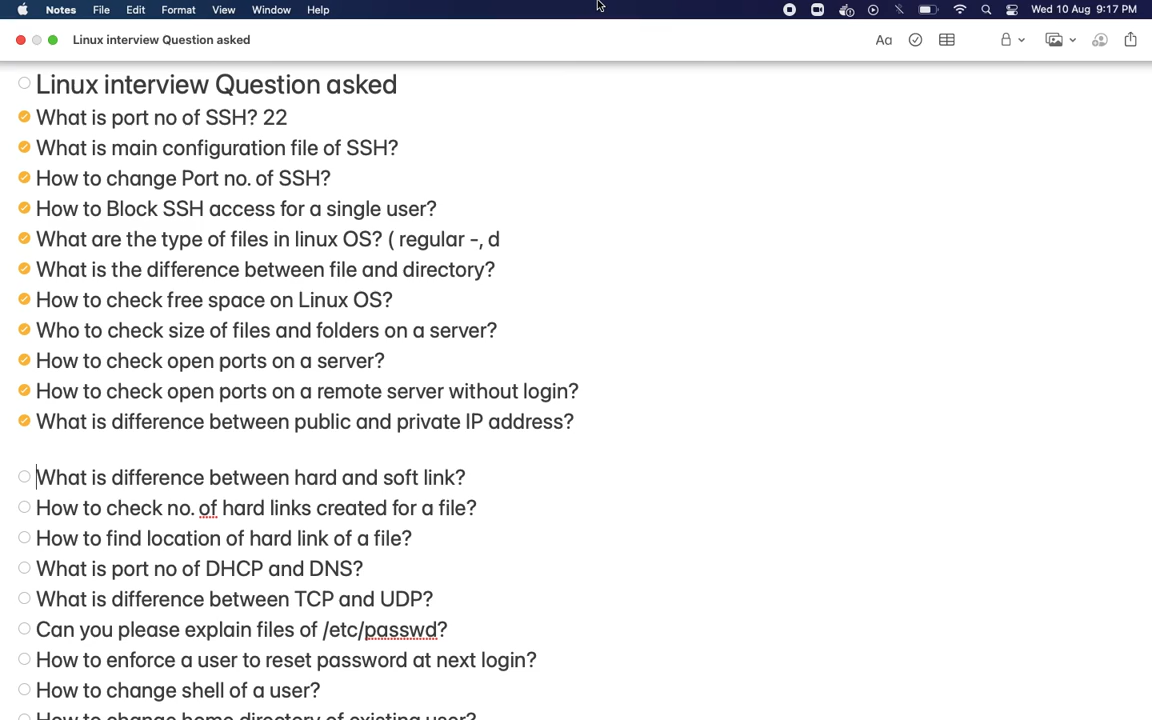 Notes File Edit Format View Window Help Wed 10 Aug 9:17 PM
Linux interview Question asked Aa
Linux interview Question asked
What is port no of SSH? 22
What is main configuration file of SSH?
How to change Port no. of SSH?
How to Block SSH access for a single user?
What are the type of files in linux OS? ( regular -, d
What is the difference between file and directory?
How to check free space on Linux OS?
Who to check size of files and folders on a server?
How to check open ports on a server?
How to check open ports on a remote server without login?
What is difference between public and private IP address?
What is difference between hard and soft link?
How to check no. of hard links created for a file?
How to find location of hard link of a file?
What is port no of DHCP and DNS?
What is difference between TCP and UDP?
Can you please explain files of /etc/passwd?
How to enforce a user to reset password at next login?
How to change shell of a user?
How to change home directory of existing user?